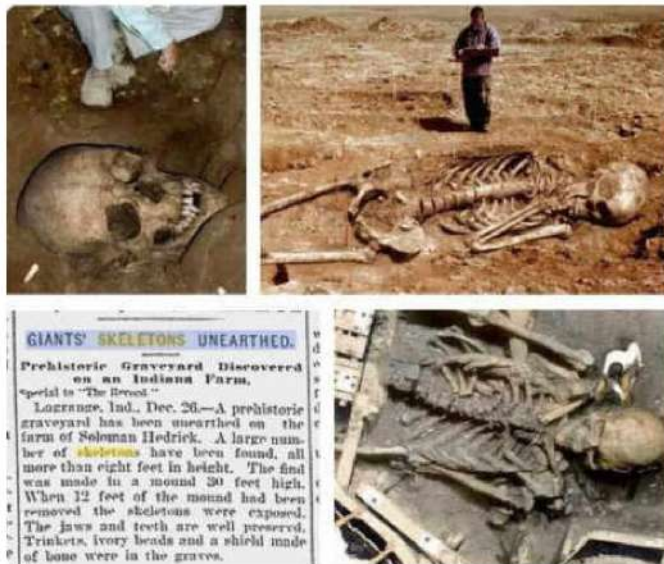 GIANTS' SKELETONS UNEARTHED.
Prehistoric Graveyard Discovered
on an Indiana Farm.
Special to "The Record."
Lagrange, Ind., Dec. 26.—A prehistoric
graveyard has been unearthed on the
farm of Soloman Hedrick. A large num-
ber of skeletons have been found, all
more than eight feet in height. The find
was made in a mound 30 feet high.
When 12 feet of the mound had been
removed the skeletons were exposed.
The jaws and teeth are well preserved.
Trinkets, ivory beads and a shield made
of bone were in the graves.